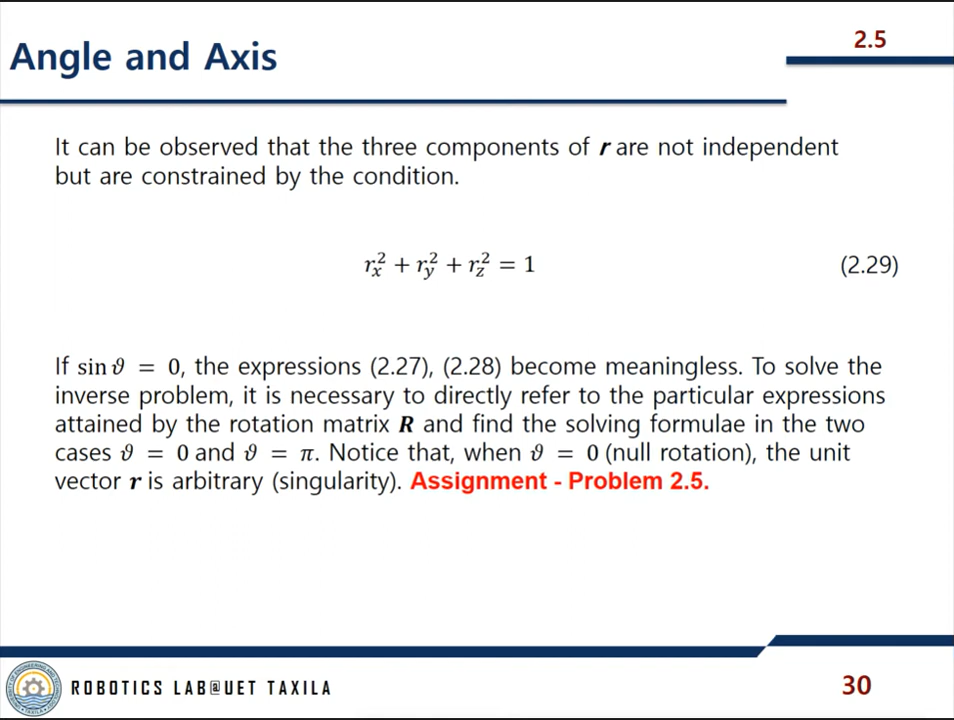 Angle and Axis
2.5
It can be observed that the three components of r are not independent
but are constrained by the condition.
r_x^2 + r_y^2 + r_z^2 = 1 (2.29)
If sin ϑ = 0, the expressions (2.27), (2.28) become meaningless. To solve the
inverse problem, it is necessary to directly refer to the particular expressions
attained by the rotation matrix R and find the solving formulae in the two
cases ϑ = 0 and ϑ = π. Notice that, when ϑ = 0 (null rotation), the unit
vector r is arbitrary (singularity). Assignment - Problem 2.5.
ROBOTICS LAB@UET TAXILA
30